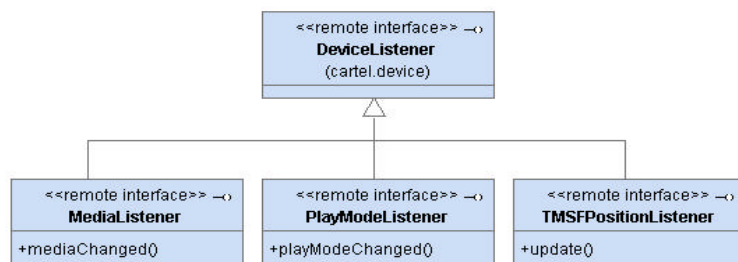 <<remote interface>>
DeviceListener
(cartel.device)
<<remote interface>>
MediaListener
+mediaChanged()
<<remote interface>>
PlayModeListener
+playModeChanged()
<<remote interface>>
TMSFPositionListener
+update()